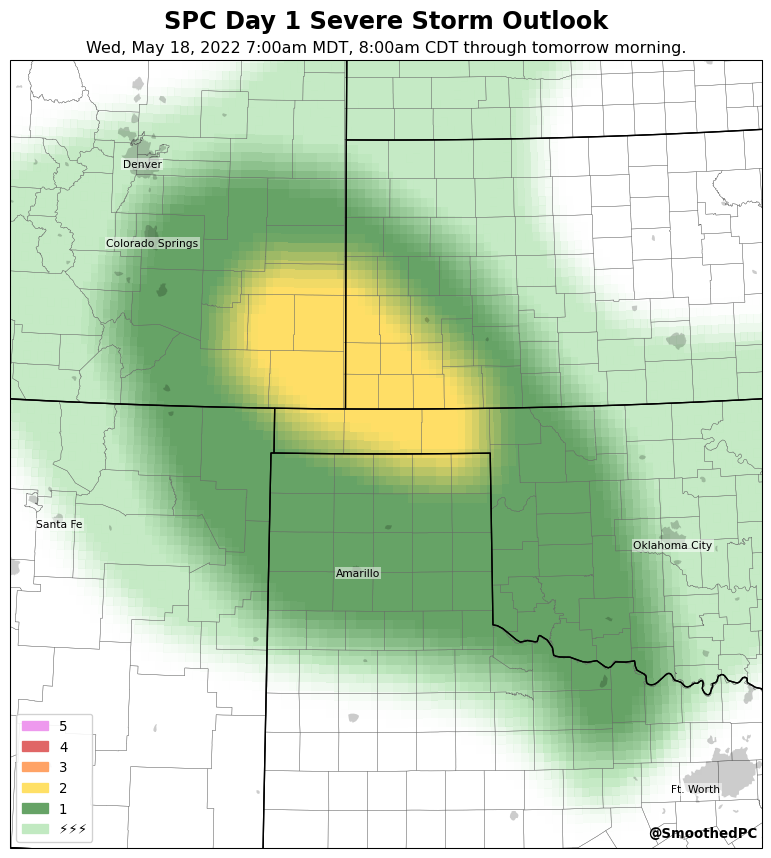 SPC Day 1 Severe Storm Outlook
Wed, May 18, 2022 7:00am MDT, 8:00am CDT through tomorrow morning.
Denver
Colorado Springs
Santa Fe
Oklahoma City
Amarillo
5
4
3
2
1
⚡⚡⚡
Ft. Worth
@SmoothedPC